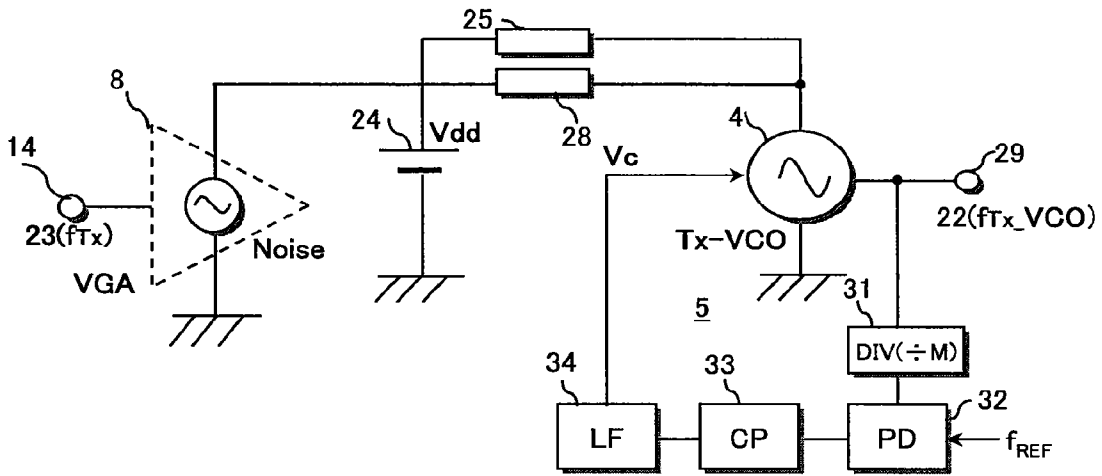 25
8
28
24
Vdd
4
14
Vc
29
23(fTx)
Noise
VGA
Tx-VCO
22(fTx_VCO)
5
31
DIV(÷M)
34
33
32
LF
CP
PD
fREF